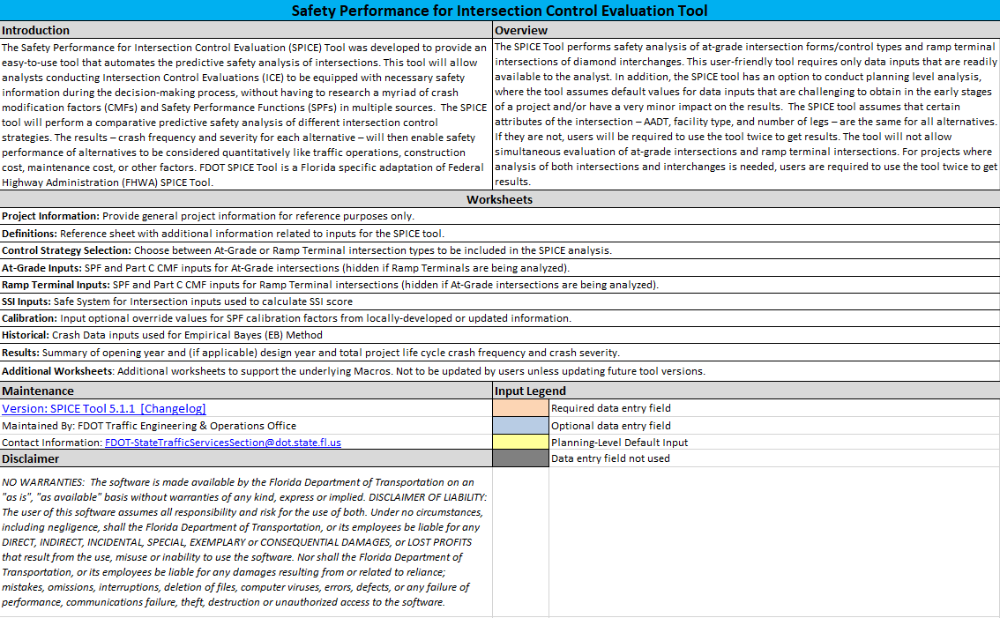 Safety Performance for Intersection Control Evaluation Tool
Introduction
The Safety Performance for Intersection Control Evaluation (SPICE) Tool was developed to provide an
easy-to-use tool that automates the predictive safety analysis of intersections. This tool will allow
analysts conducting Intersection Control Evaluations (ICE) to be equipped with necessary safety
information during the decision-making process, without having to research a myriad of crash
modification factors (CMFs) and Safety Performance Functions (SPFs) in multiple sources.  The SPICE
tool will perform a comparative predictive safety analysis of different intersection control
strategies. The results – crash frequency and severity for each alternative – will then enable safety
performance of alternatives to be considered quantitatively like traffic operations, construction
cost, maintenance cost, or other factors. FDOT SPICE Tool is a Florida specific adaptation of Federal
Highway Administration (FHWA) SPICE Tool.
Overview
The SPICE Tool performs safety analysis of at-grade intersection forms/control types and ramp terminal
intersections of diamond interchanges. This user-friendly tool requires only data inputs that are readily
available to the analyst. In addition, the SPICE tool has an option to conduct planning level analysis,
where the tool assumes default values for data inputs that are challenging to obtain in the early stages
of a project and/or have a very minor impact on the results.  The SPICE tool assumes that certain
attributes of the intersection – AADT, facility type, and number of legs – are the same for all alternatives.
If they are not, users will be required to use the tool twice to get results. The tool will not allow
simultaneous evaluation of at-grade intersections and ramp terminal intersections. For projects where
analysis of both intersections and interchanges is needed, users are required to use the tool twice to get
results.
Worksheets
Project Information: Provide general project information for reference purposes only.
Definitions: Reference sheet with additional information related to inputs for the SPICE tool.
Control Strategy Selection: Choose between At-Grade or Ramp Terminal intersection types to be included in the SPICE analysis.
At-Grade Inputs: SPF and Part C CMF inputs for At-Grade intersections (hidden if Ramp Terminals are being analyzed).
Ramp Terminal Inputs: SPF and Part C CMF inputs for Ramp Terminal intersections (hidden if At-Grade intersections are being analyzed).
SSI Inputs: Safe System for Intersection inputs used to calculate SSI score
Calibration: Input optional override values for SPF calibration factors from locally-developed or updated information.
Historical: Crash Data inputs used for Empirical Bayes (EB) Method
Results: Summary of opening year and (if applicable) design year and total project life cycle crash frequency and crash severity.
Additional Worksheets: Additional worksheets to support the underlying Macros. Not to be updated by users unless updating future tool versions.
Maintenance
Version: SPICE Tool 5.1.1  [Changelog]
Maintained By: FDOT Traffic Engineering & Operations Office
Contact Information: FDOT-StateTrafficServicesSection@dot.state.fl.us
Input Legend
Required data entry field
Optional data entry field
Planning-Level Default Input
Data entry field not used
Disclaimer
NO WARRANTIES:  The software is made available by the Florida Department of Transportation on an
"as is", "as available" basis without warranties of any kind, express or implied. DISCLAIMER OF LIABILITY:
The user of this software assumes all responsibility and risk for the use of both. Under no circumstances,
including negligence, shall the Florida Department of Transportation, or its employees be liable for any
DIRECT, INDIRECT, INCIDENTAL, SPECIAL, EXEMPLARY or CONSEQUENTIAL DAMAGES, or LOST PROFITS
that result from the use, misuse or inability to use the software. Nor shall the Florida Department of
Transportation, or its employees be liable for any damages resulting from or related to reliance;
mistakes, omissions, interruptions, deletion of files, computer viruses, errors, defects, or any failure of
performance, communications failure, theft, destruction or unauthorized access to the software.